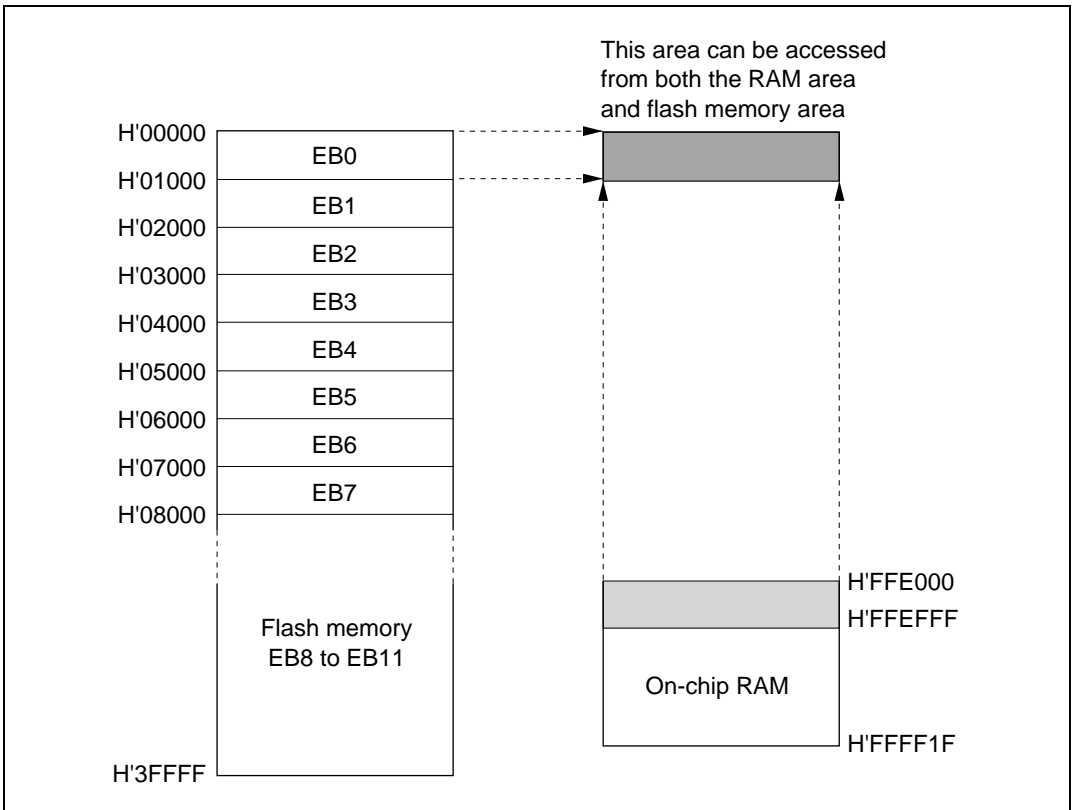 This area can be accessed
from both the RAM area
and flash memory area
H'00000
EB0
H'01000
EB1
H'02000
EB2
H'03000
EB3
H'04000
EB4
H'05000
EB5
H'06000
EB6
H'07000
EB7
H'08000
H'FFE000
H'FFEFFF
Flash memory
EB8 to EB11
On-chip RAM
H'FFFF1F
H'3FFFF